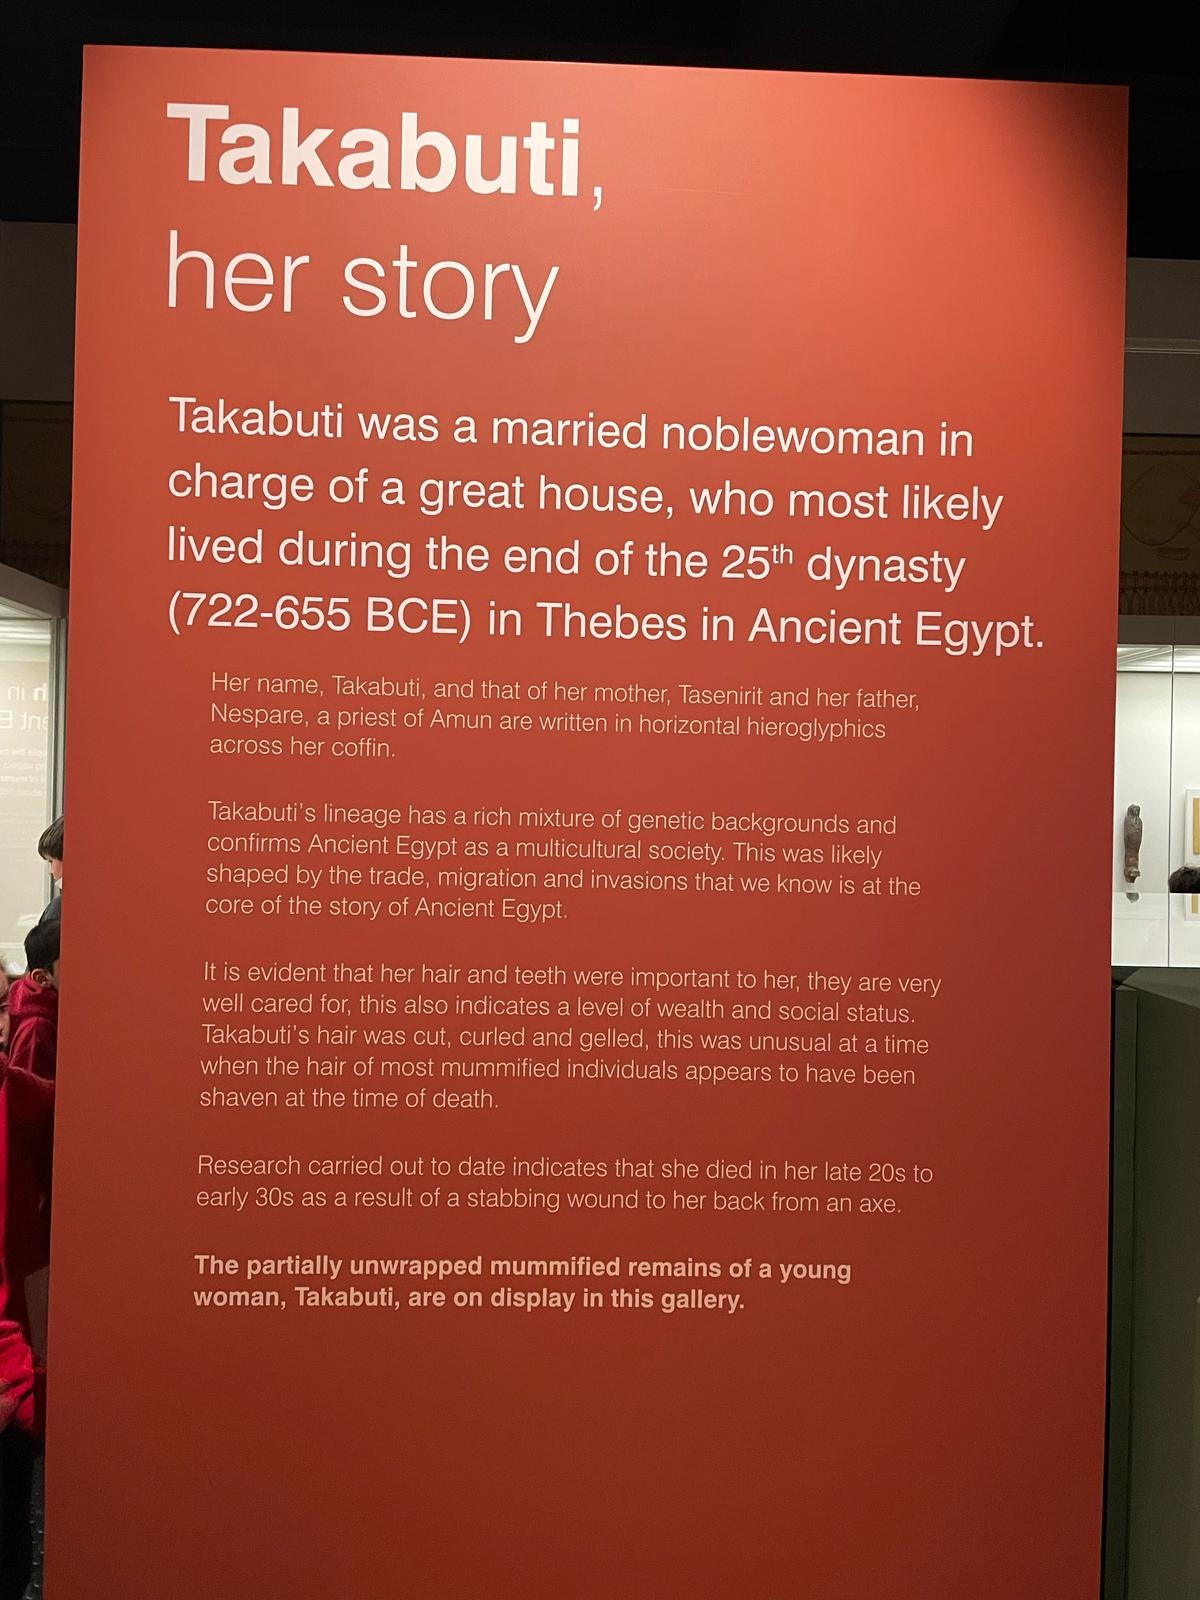 Takabuti,
her story
Takabuti was a married noblewoman in
charge of a great house, who most likely
lived during the end of the 25th dynasty
(722-655 BCE) in Thebes in Ancient Egypt.
Her name, Takabuti, and that of her mother, Tasenirit and her father,
Nespare, a priest of Amun are written in horizontal hieroglyphics
across her coffin.
Takabuti's lineage has a rich mixture of genetic backgrounds and
confirms Ancient Egypt as a multicultural society. This was likely
shaped by the trade, migration and invasions that we know is at the
core of the story of Ancient Egypt.
It is evident that her hair and teeth were important to her, they are very
well cared for, this also indicates a level of wealth and social status.
Takabuti's hair was cut, curled and gelled, this was unusual at a time
when the hair of most mummified individuals appears to have been
shaven at the time of death.
Research carried out to date indicates that she died in her late 20s to
early 30s as a result of a stabbing wound to her back from an axe.
The partially unwrapped mummified remains of a young
woman, Takabuti, are on display in this gallery.